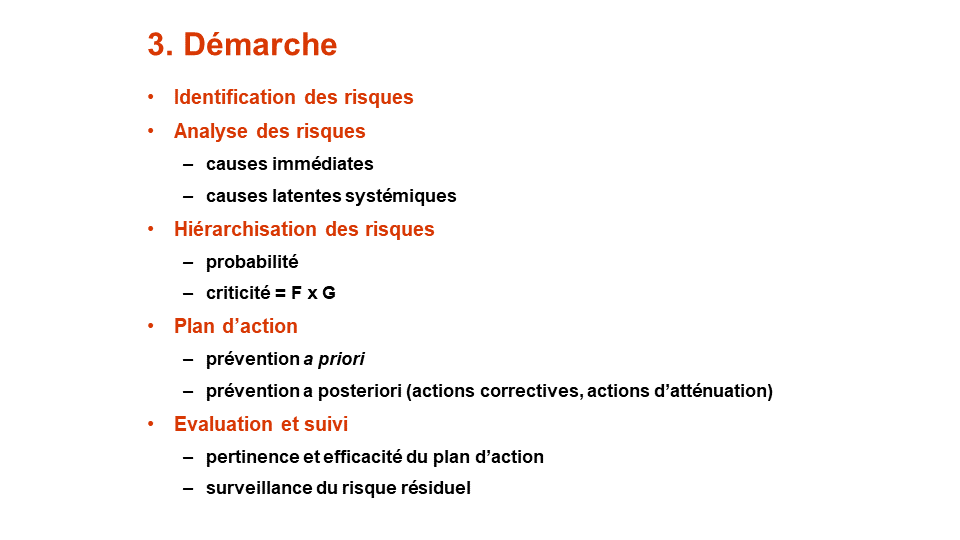 3. Démarche
• Identification des risques
• Analyse des risques
– causes immédiates
– causes latentes systémiques
• Hiérarchisation des risques
– probabilité
– criticité = F x G
• Plan d’action
– prévention a priori
– prévention a posteriori (actions correctives, actions d’atténuation)
• Evaluation et suivi
– pertinence et efficacité du plan d’action
– surveillance du risque résiduel